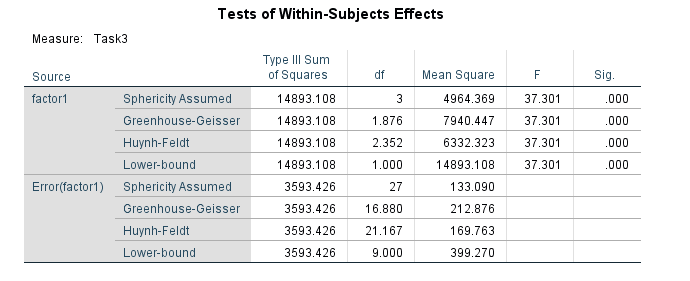 Tests of Within-Subjects Effects
Measure: Task3
Source Type III Sum of Squares df Mean Square F Sig.
factor1 Sphericity Assumed 14893.108 3 4964.369 37.301 .000
Greenhouse-Geisser 14893.108 1.876 7940.447 37.301 .000
Huynh-Feldt 14893.108 2.352 6332.323 37.301 .000
Lower-bound 14893.108 1.000 14893.108 37.301 .000
Error(factor1) Sphericity Assumed 3593.426 27 133.090
Greenhouse-Geisser 3593.426 16.880 212.876
Huynh-Feldt 3593.426 21.167 169.763
Lower-bound 3593.426 9.000 399.270